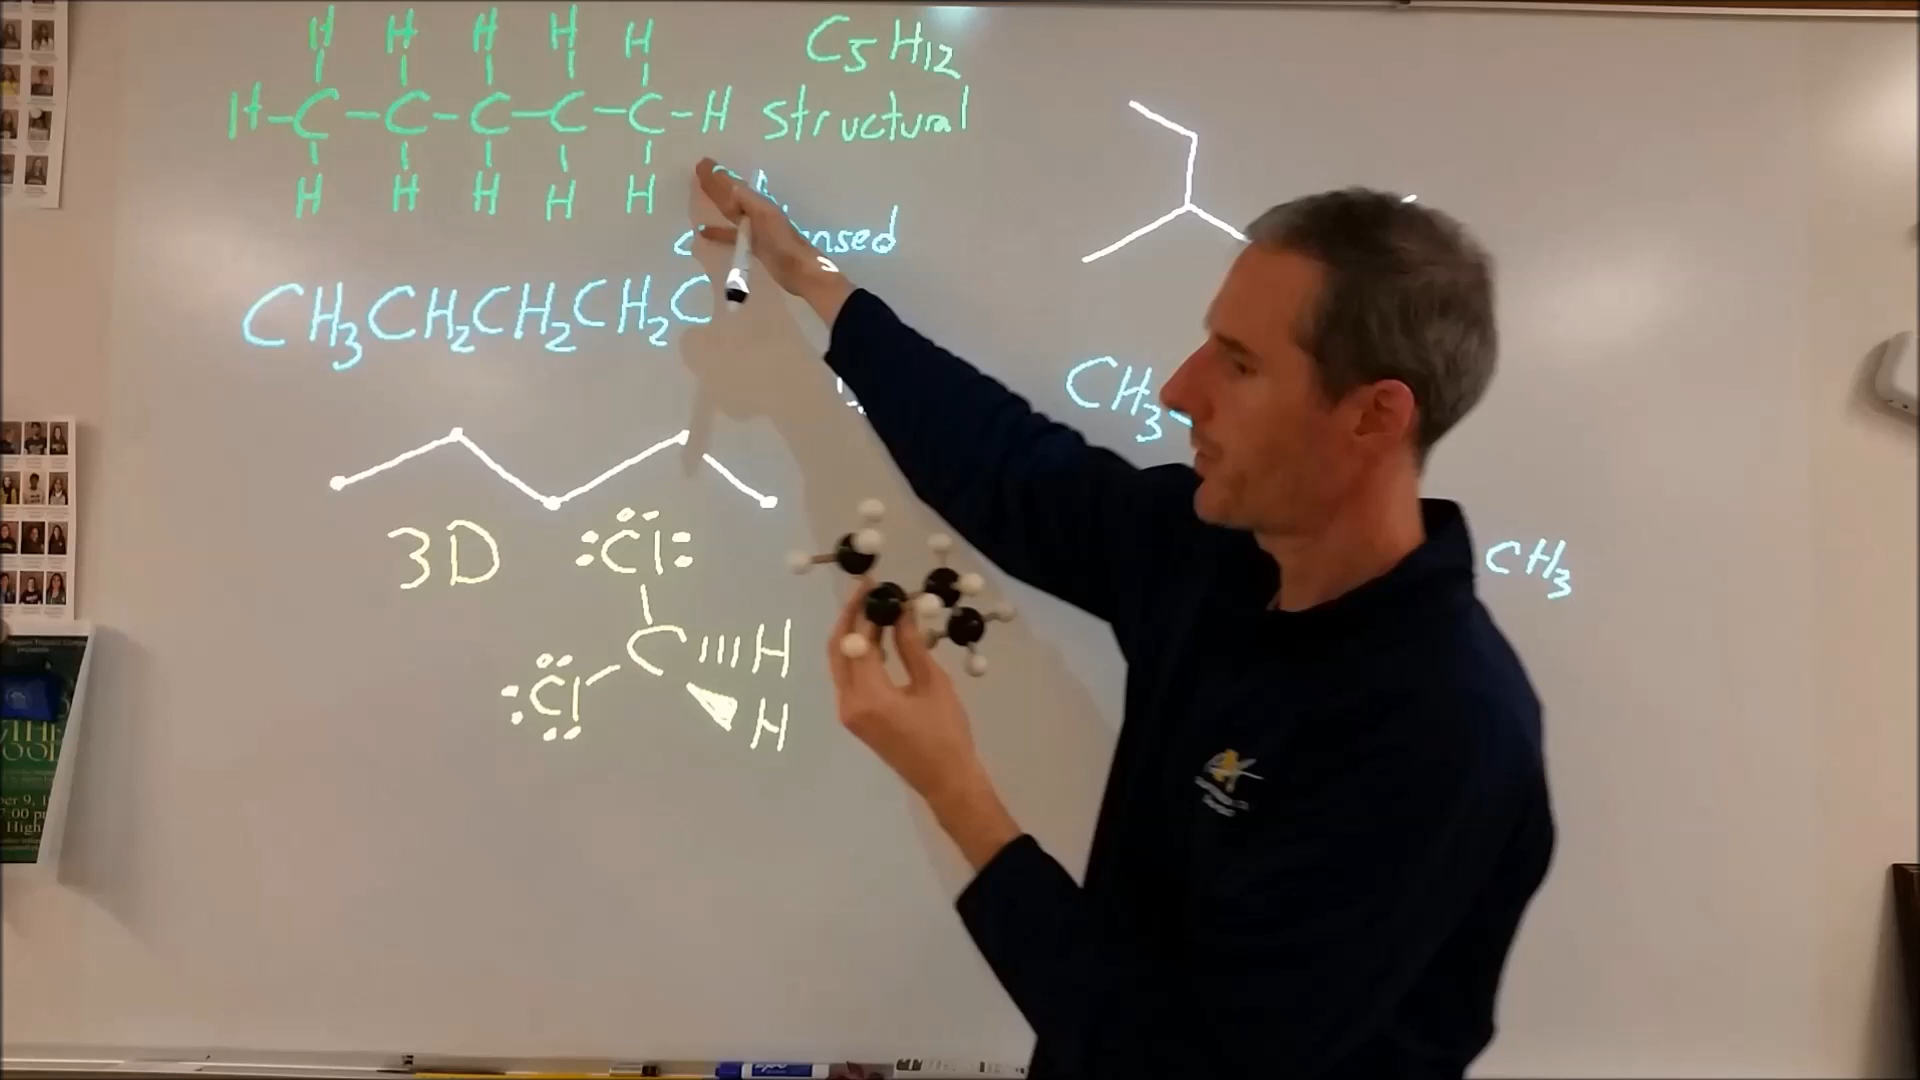 H H H H H
H-C-C-C-C-C-H
H H H H H
C₅H₁₂
Structural
CH₃CH₂CH₂CH₂C
3D
:Cl:
C H
:Cl H
CH₃-
CH₃